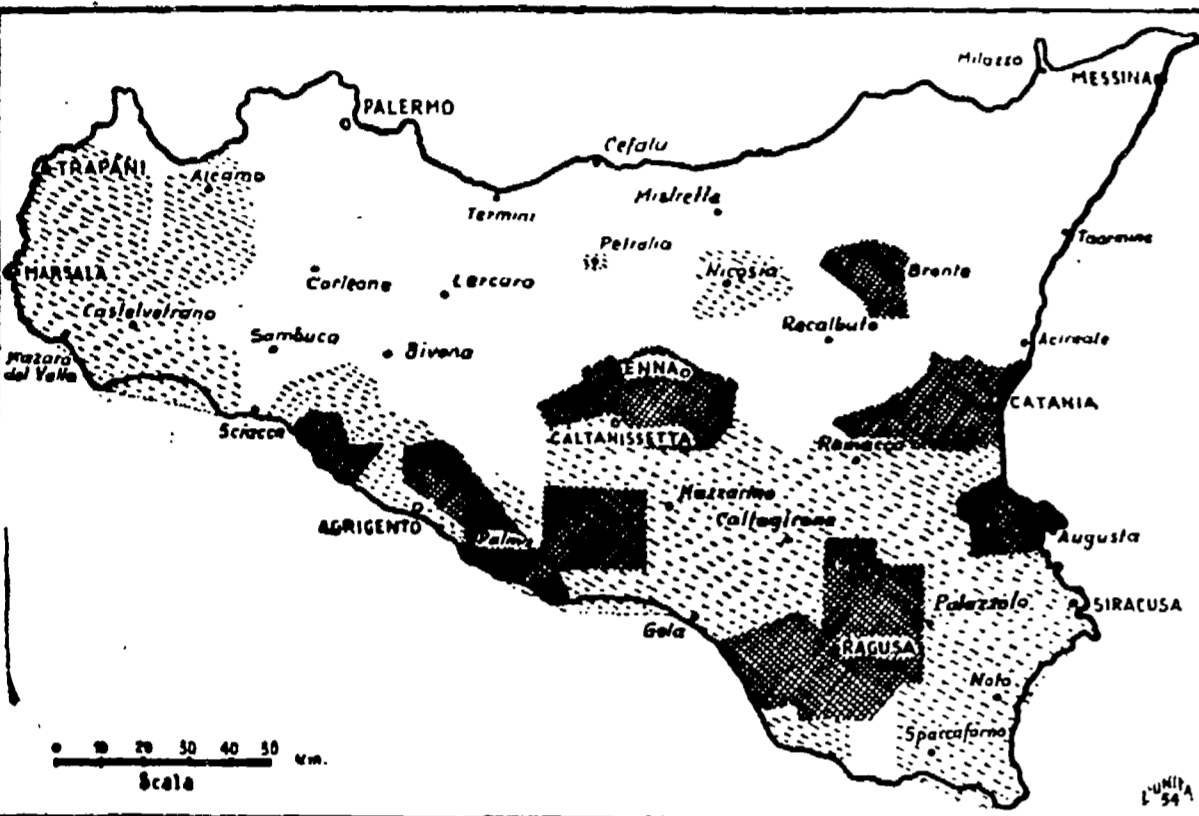 Milazzo
MESSINA
PALERMO
Cefalu
TRAPANI
Alcamo
Termini
Mistretta
Taormina
Petralia
MARSALA
Corleone
Lercara
Nicosia
Bronte
Castelvetrano
Sambuca
Bivona
Recalbuto
Acireale
Mazara
del Vallo
ENNA
CATANIA
Sciacca
CALTANISSETTA
Ramacca
AGRIGENTO
Palma
Mazzarino
Caltagirone
Augusta
Gela
Palazzolo
SIRACUSA
RAGUSA
Noto
Spaccaforno
0 10 20 30 40 50 Km.
Scala
L'UNITA
54